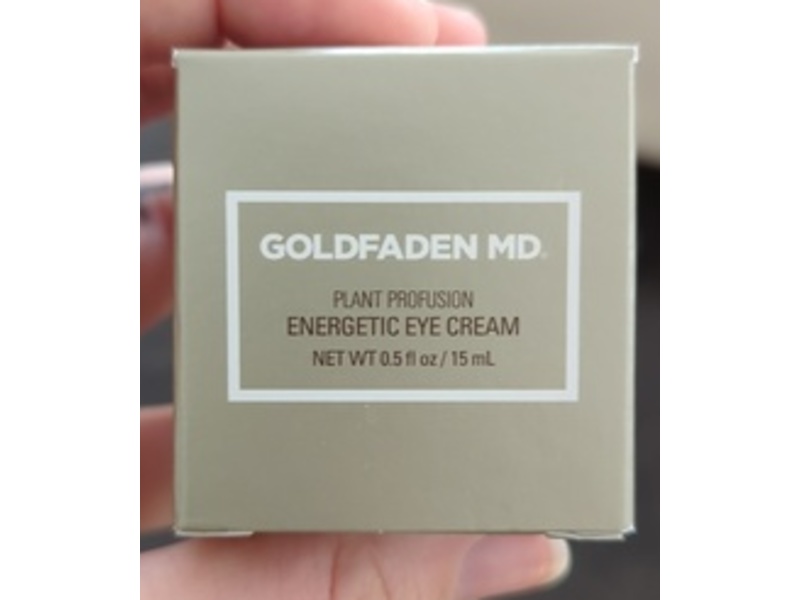 GOLDFADEN MD®
PLANT PROFUSION
ENERGETIC EYE CREAM
NET WT 0.5 fl oz / 15 mL